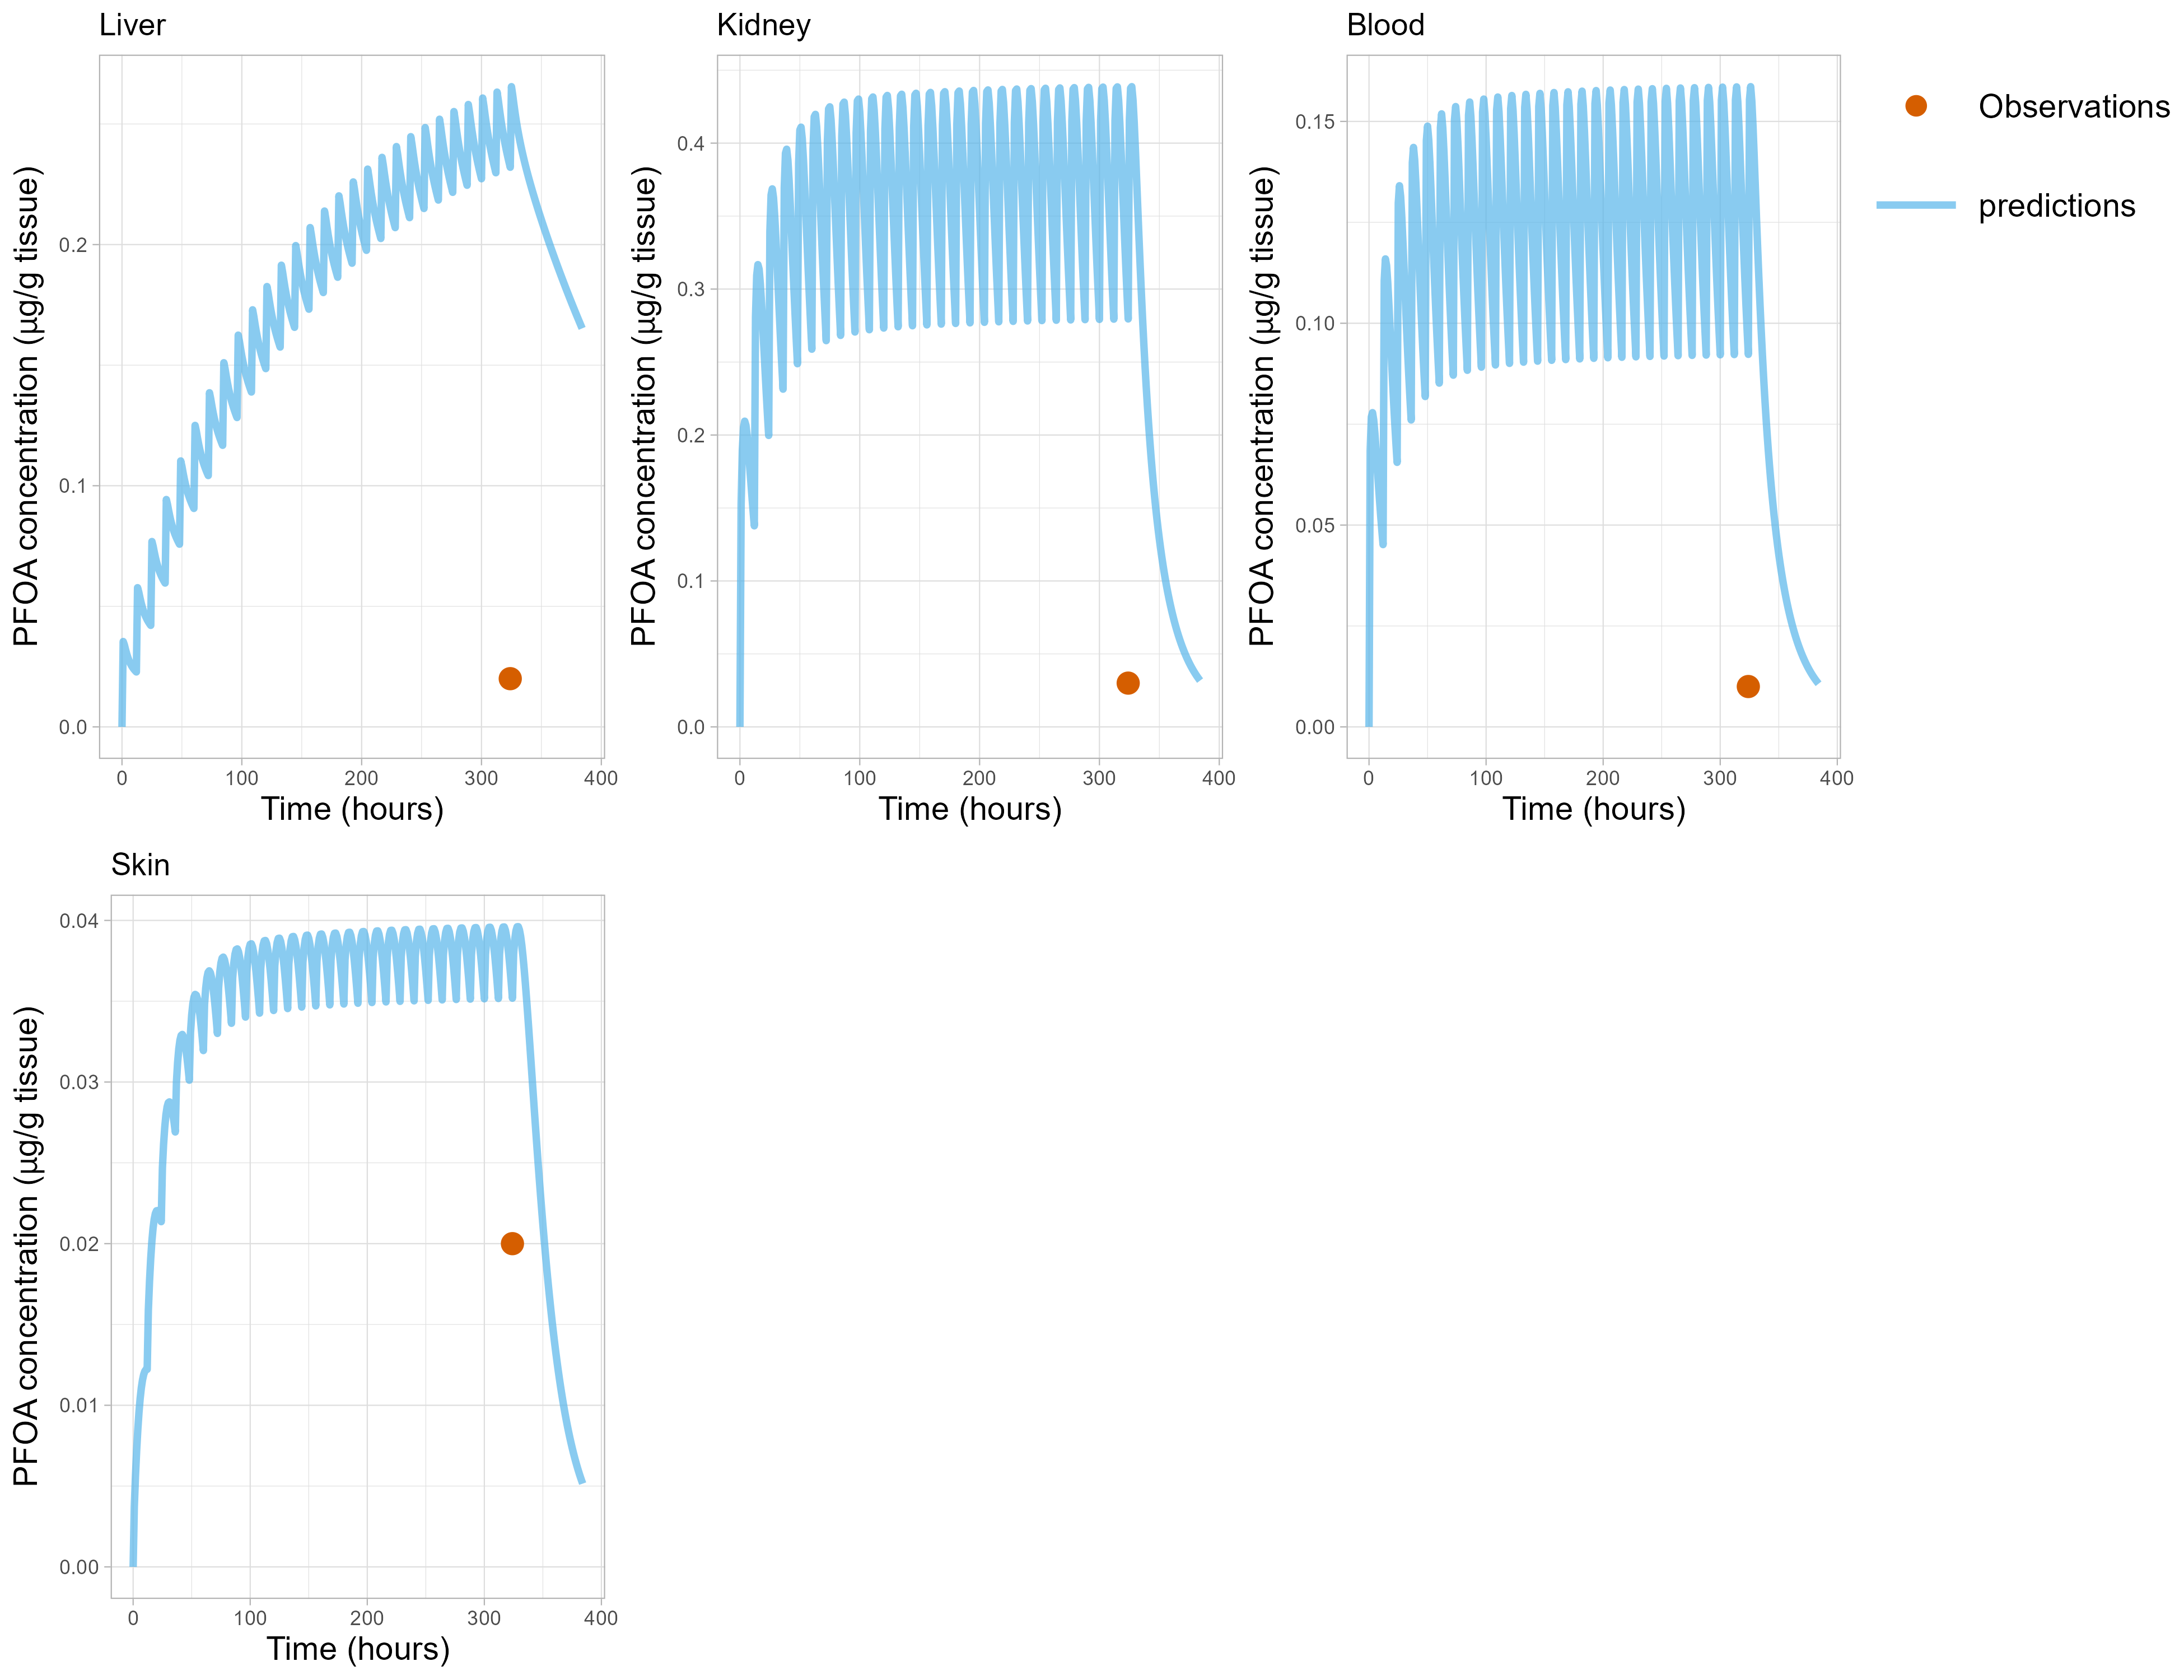 Liver
PFOA concentration (µg/g tissue)
0.2
0.1
0.0
0 100 200 300 400
Time (hours)
Kidney
PFOA concentration (µg/g tissue)
0.4
0.3
0.2
0.1
0.0
0 100 200 300 400
Time (hours)
Blood
PFOA concentration (µg/g tissue)
0.15
0.10
0.05
0.00
0 100 200 300 400
Time (hours)
Observations
predictions
Skin
PFOA concentration (µg/g tissue)
0.04
0.03
0.02
0.01
0.00
0 100 200 300 400
Time (hours)